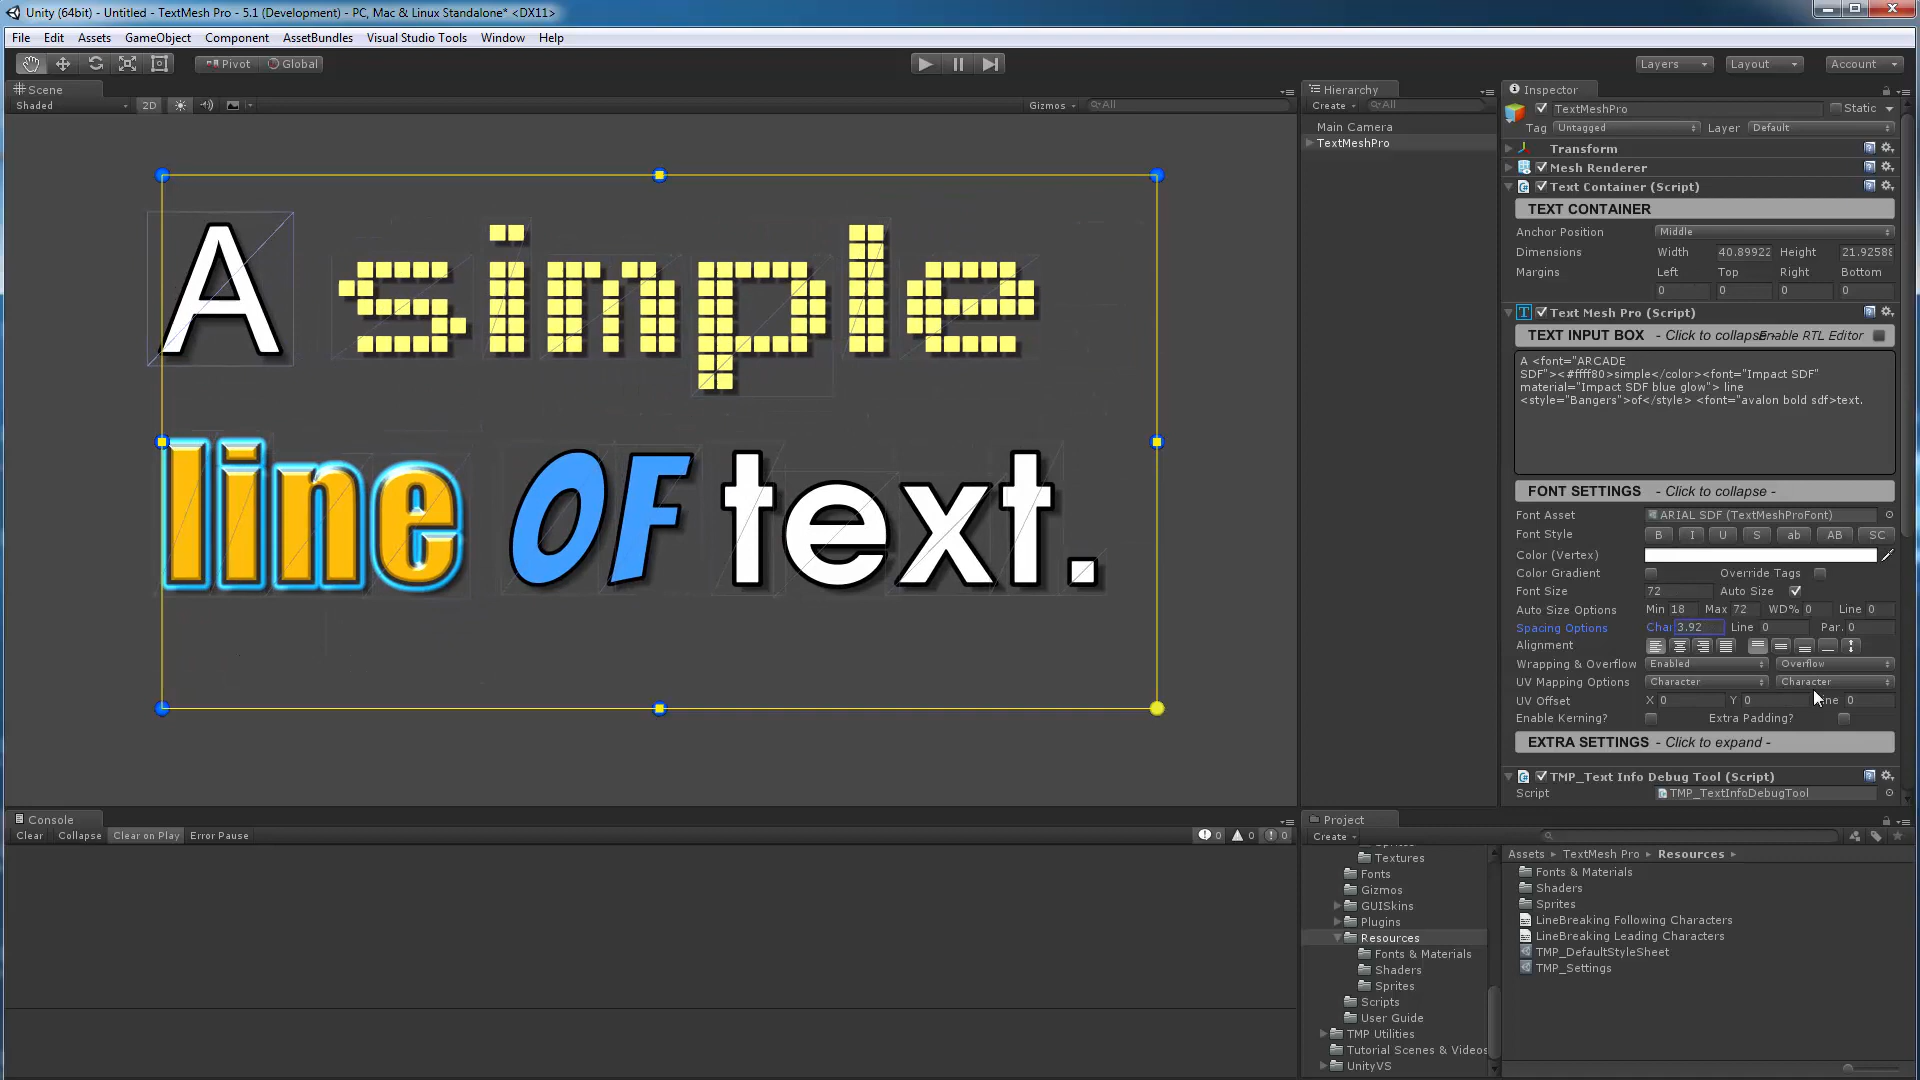 Unity (64bit) - Untitled - TextMesh Pro - 5.1 (Development) - PC, Mac & Linux Standalone* <DX11>
File Edit Assets GameObject Component AssetBundles Visual Studio Tools Window Help
Pivot Global
Layers Layout Account
Scene
Shaded 2D Gizmos All
A simple
line OF text.
Console
Clear Collapse Clear on Play Error Pause 0 0 0
Hierarchy
Create All
Main Camera
TextMeshPro
Project
Create
Textures
Fonts
Gizmos
GUISkins
Plugins
Resources
Fonts & Materials
Shaders
Sprites
Scripts
User Guide
TMP Utilities
Tutorial Scenes & Videos
UnityVS
Inspector
TextMeshPro Static
Tag Untagged Layer Default
Transform
Mesh Renderer
Text Container (Script)
TEXT CONTAINER
Anchor Position Middle
Dimensions Width 40.89922 Height 21.92588
Margins Left Top Right Bottom
0 0 0 0
Text Mesh Pro (Script)
TEXT INPUT BOX - Click to collapse - Enable RTL Editor
A <font="ARCADE
SDF"><#ffff80>simple</color><font="Impact SDF"
material="Impact SDF blue glow"> line
<style="Bangers">of</style> <font="avalon bold sdf>text.
FONT SETTINGS - Click to collapse -
Font Asset ARIAL SDF (TextMeshProFont)
Font Style B I U S ab AB SC
Color (Vertex)
Color Gradient Override Tags
Font Size 72 Auto Size
Auto Size Options Min 18 Max 72 WD% 0 Line 0
Spacing Options Char 3.92 Line 0 Par. 0
Alignment
Wrapping & Overflow Enabled Overflow
UV Mapping Options Character Character
UV Offset X 0 Y 0 Line 0
Enable Kerning? Extra Padding?
EXTRA SETTINGS - Click to expand -
TMP_Text Info Debug Tool (Script)
Script TMP_TextInfoDebugTool
Assets TextMesh Pro Resources
Fonts & Materials
Shaders
Sprites
LineBreaking Following Characters
LineBreaking Leading Characters
TMP_DefaultStyleSheet
TMP_Settings